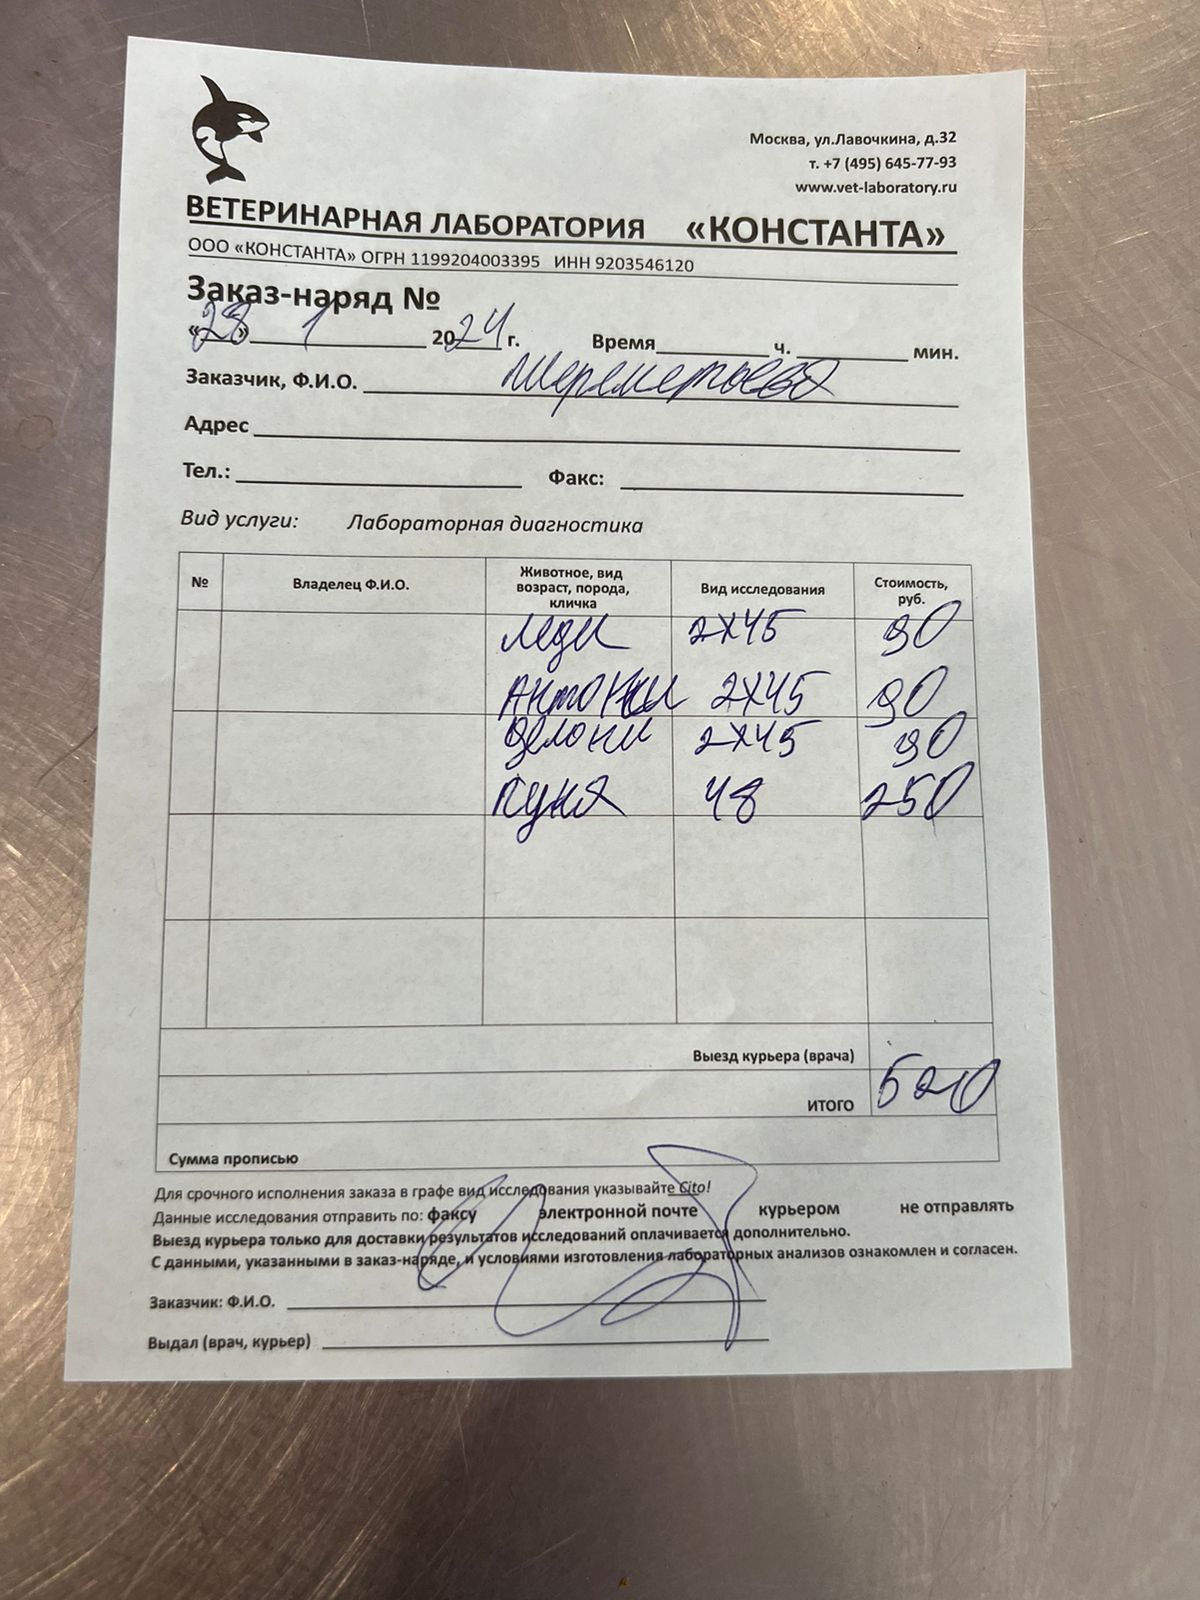 Москва, ул.Лавочкина, д.32
т. +7 (495) 645-77-93
www.vet-laboratory.ru
ВЕТЕРИНАРНАЯ ЛАБОРАТОРИЯ «КОНСТАНТА»
ООО «КОНСТАНТА» ОГРН 1199204003395 ИНН 9203546120
Заказ-наряд №
«28» 1 2024 г. Время ч. мин.
Заказчик, Ф.И.О. Шереметьева
Адрес
Тел.: Факс:
Вид услуги: Лабораторная диагностика
№ Владелец Ф.И.О. Животное, вид возраст, порода, кличка Вид исследования Стоимость, руб.
Леди 2х45 90
Антони 2х45 90
Делони 2х45 90
Куня 48 250
Выезд курьера (врача)
ИТОГО 520
Сумма прописью
Для срочного исполнения заказа в графе вид исследования указывайте Cito!
Данные исследования отправить по: факсу электронной почте курьером не отправлять
Выезд курьера только для доставки результатов исследований оплачивается дополнительно.
С данными, указанными в заказ-наряде, и условиями изготовления лабораторных анализов ознакомлен и согласен.
Заказчик: Ф.И.О.
Выдал (врач, курьер)